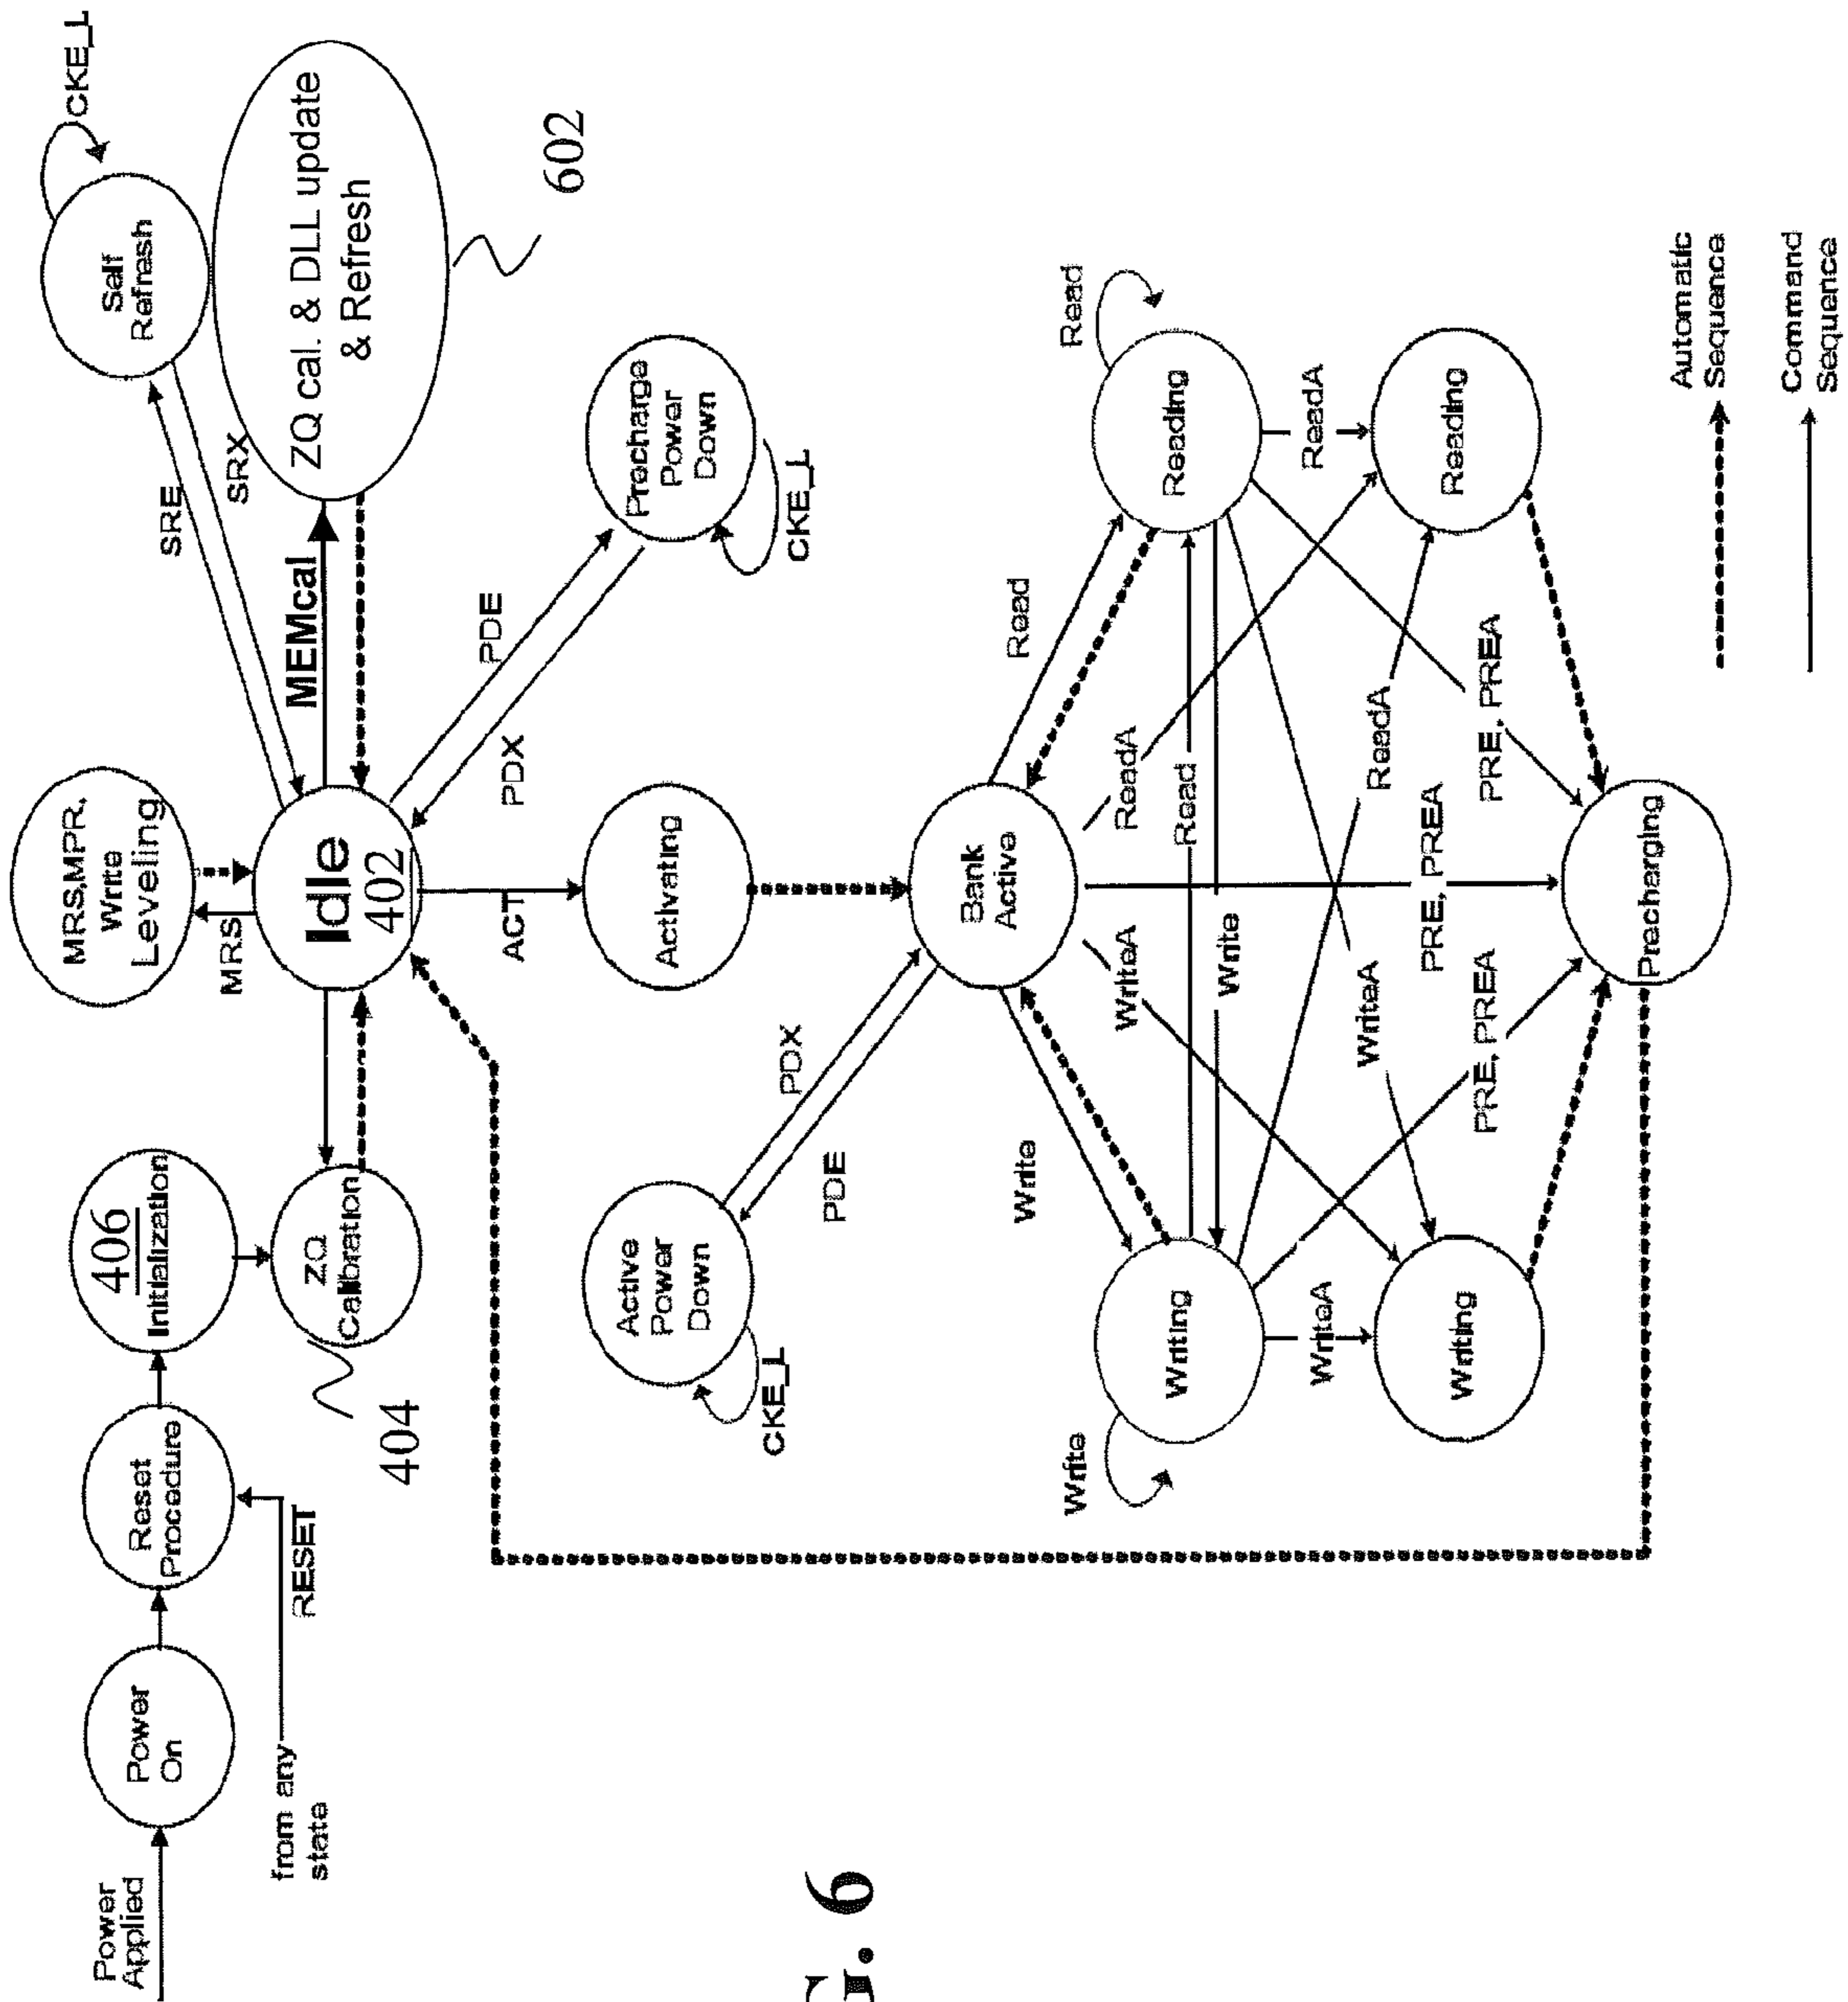 Power
Applied
Power
On
from any
state
RESET
Reset
Procedure
406
Initialization
ZQ
Calibration
404
MRS,MPR,
Write
Leveling
MRS
Idle
402
SRE
SRX
Self
Refresh
CKE_L
MEMcal
ZQ cal. & DLL update
& Refresh
602
PDE
PDX
Precharge
Power
Down
CKE_L
ACT
Activating
Active
Power
Down
CKE_L
PDX
PDE
Bank
Active
Write
Read
WriteA
ReadA
Write
Writing
Read
Write
Reading
Read
WriteA
ReadA
WriteA
ReadA
PRE, PREA
PRE, PREA
PRE, PREA
Writing
Reading
Precharging
Automatic
Sequence
Command
Sequence
G. 6